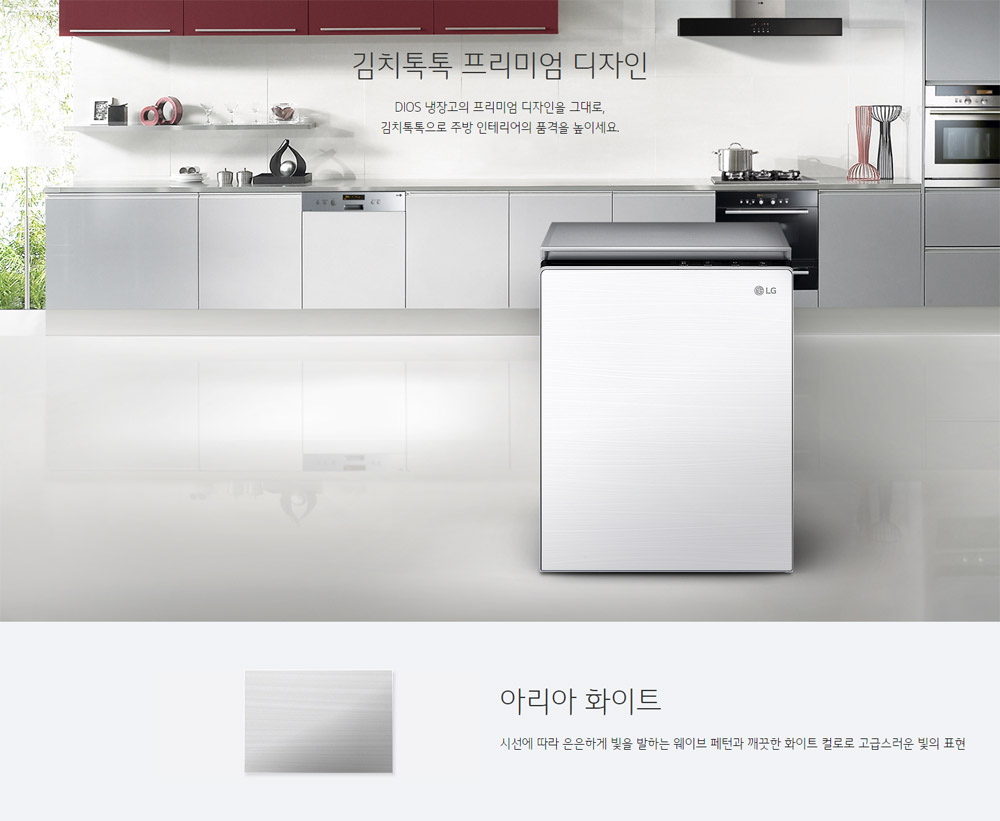 김치톡톡 프리미엄 디자인
DIOS 냉장고의 프리미엄 디자인을 그대로,
김치톡톡으로 주방 인테리어의 품격을 높이세요.
LG
아리아 화이트
시선에 따라 은은하게 빛을 발하는 웨이브 페턴과 깨끗한 화이트 컬로로 고급스러운 빛의 표현